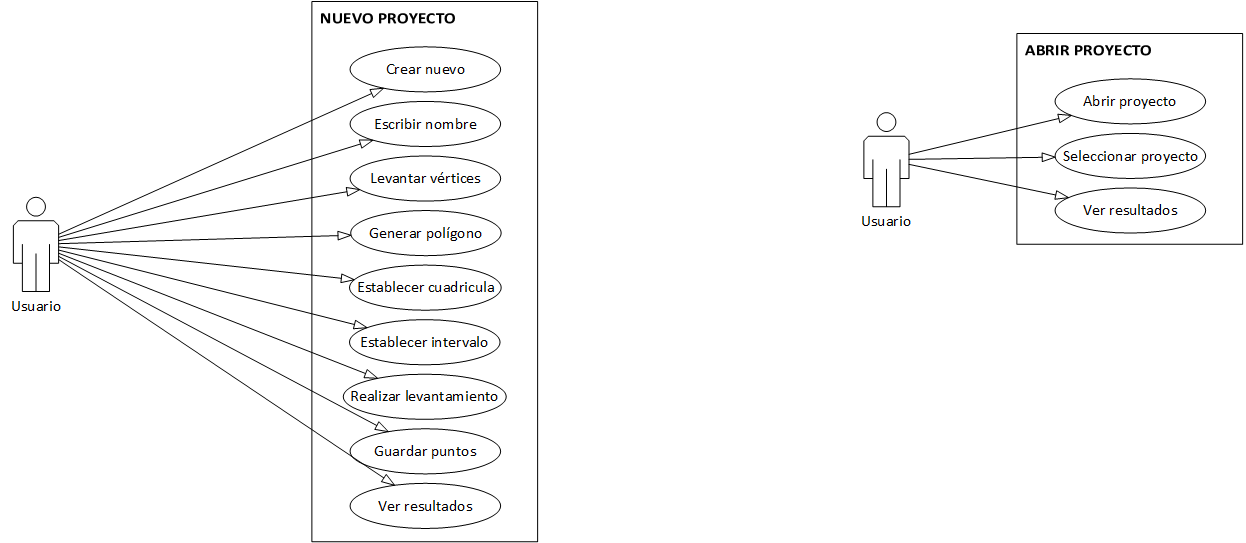 NUEVO PROYECTO
Crear nuevo
Escribir nombre
Levantar vértices
Generar polígono
Establecer cuadricula
Establecer intervalo
Realizar levantamiento
Guardar puntos
Ver resultados
Usuario
ABRIR PROYECTO
Abrir proyecto
Seleccionar proyecto
Ver resultados
Usuario